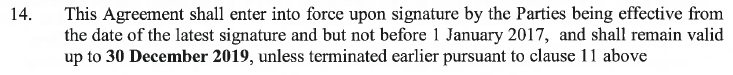 14. This Agreement shall enter into force upon signature by the Parties being effective from
the date of the latest signature and but not before 1 January 2017, and shall remain valid
up to 30 December 2019, unless terminated earlier pursuant to clause 11 above